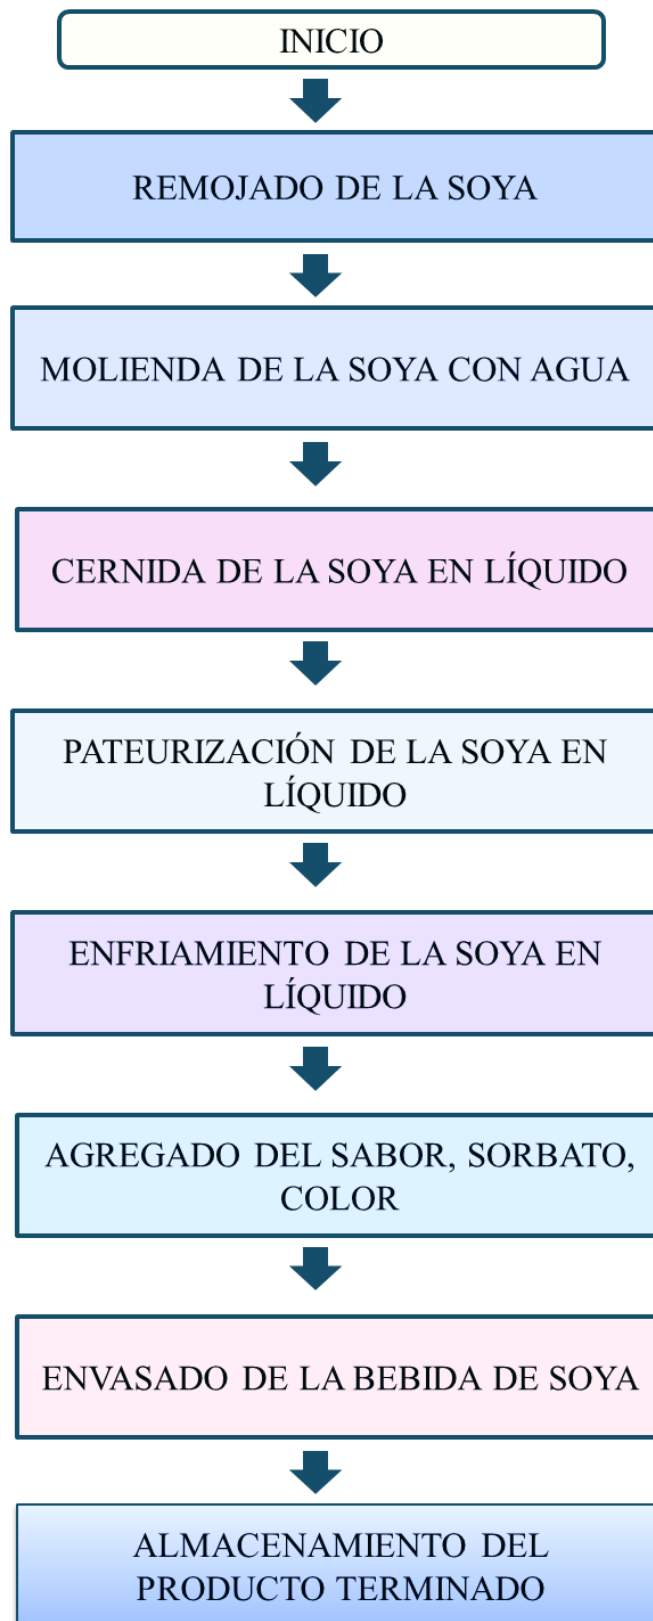 INICIO
REMOJADO DE LA SOYA
MOLIENDA DE LA SOYA CON AGUA
CERNIDA DE LA SOYA EN LÍQUIDO
PATEURIZACIÓN DE LA SOYA EN
LÍQUIDO
ENFRIAMIENTO DE LA SOYA EN
LÍQUIDO
AGREGADO DEL SABOR, SORBATO,
COLOR
ENVASADO DE LA BEBIDA DE SOYA
ALMACENAMIENTO DEL
PRODUCTO TERMINADO